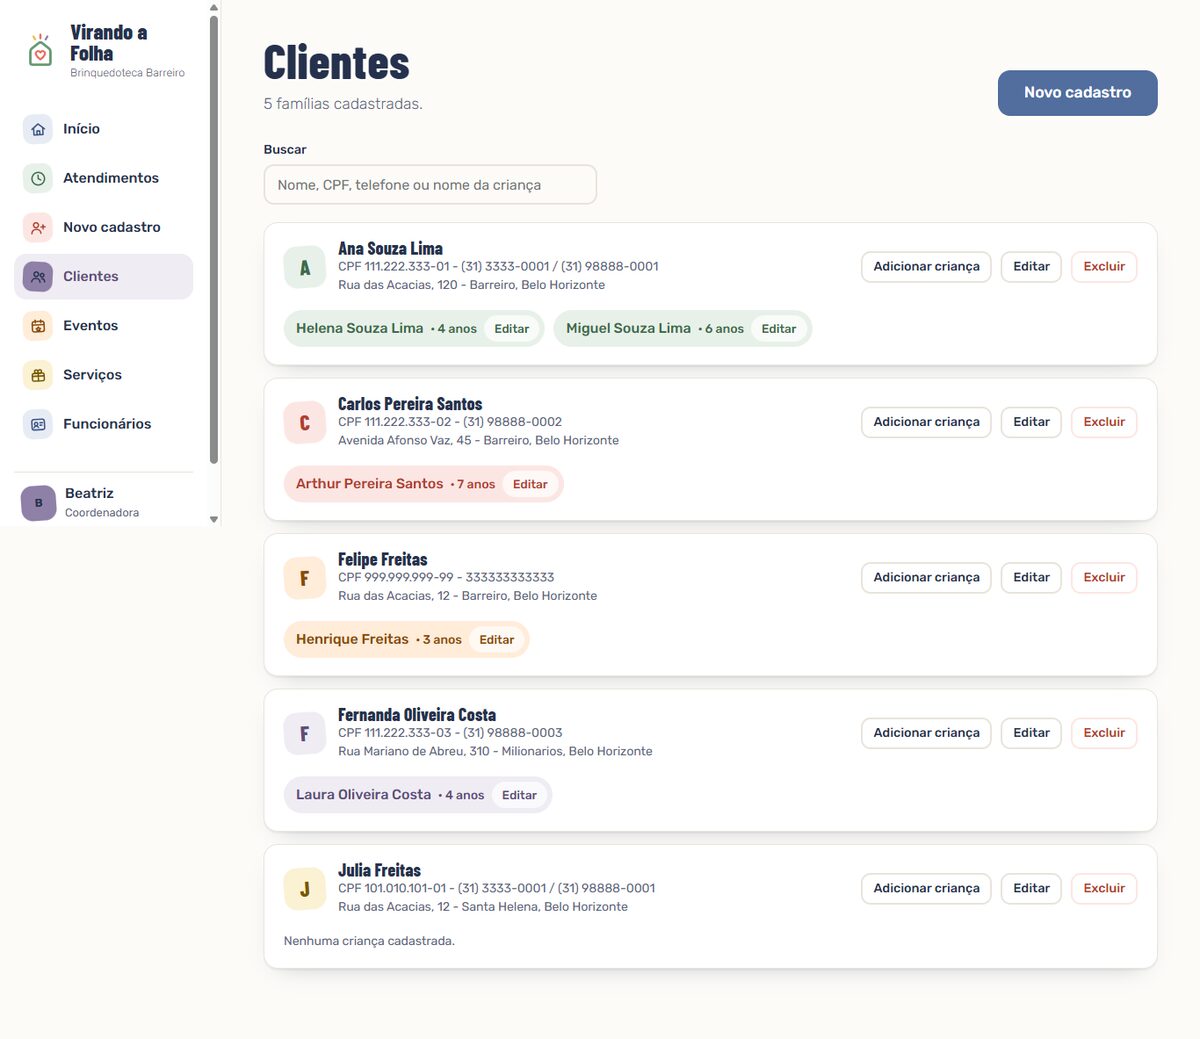 Virando a
Folha
Brinquedoteca Barreiro
Início
Atendimentos
Novo cadastro
Clientes
Eventos
Serviços
Funcionários
B
Beatriz
Coordenadora
Clientes
5 famílias cadastradas.
Novo cadastro
Buscar
Nome, CPF, telefone ou nome da criança
A
Ana Souza Lima
CPF 111.222.333-01 - (31) 3333-0001 / (31) 98888-0001
Rua das Acacias, 120 - Barreiro, Belo Horizonte
Adicionar criança Editar Excluir
Helena Souza Lima • 4 anos Editar Miguel Souza Lima • 6 anos Editar
C
Carlos Pereira Santos
CPF 111.222.333-02 - (31) 98888-0002
Avenida Afonso Vaz, 45 - Barreiro, Belo Horizonte
Adicionar criança Editar Excluir
Arthur Pereira Santos • 7 anos Editar
F
Felipe Freitas
CPF 999.999.999-99 - 333333333333
Rua das Acacias, 12 - Barreiro, Belo Horizonte
Adicionar criança Editar Excluir
Henrique Freitas • 3 anos Editar
F
Fernanda Oliveira Costa
CPF 111.222.333-03 - (31) 98888-0003
Rua Mariano de Abreu, 310 - Milionarios, Belo Horizonte
Adicionar criança Editar Excluir
Laura Oliveira Costa • 4 anos Editar
J
Julia Freitas
CPF 101.010.101-01 - (31) 3333-0001 / (31) 98888-0001
Rua das Acacias, 12 - Santa Helena, Belo Horizonte
Adicionar criança Editar Excluir
Nenhuma criança cadastrada.